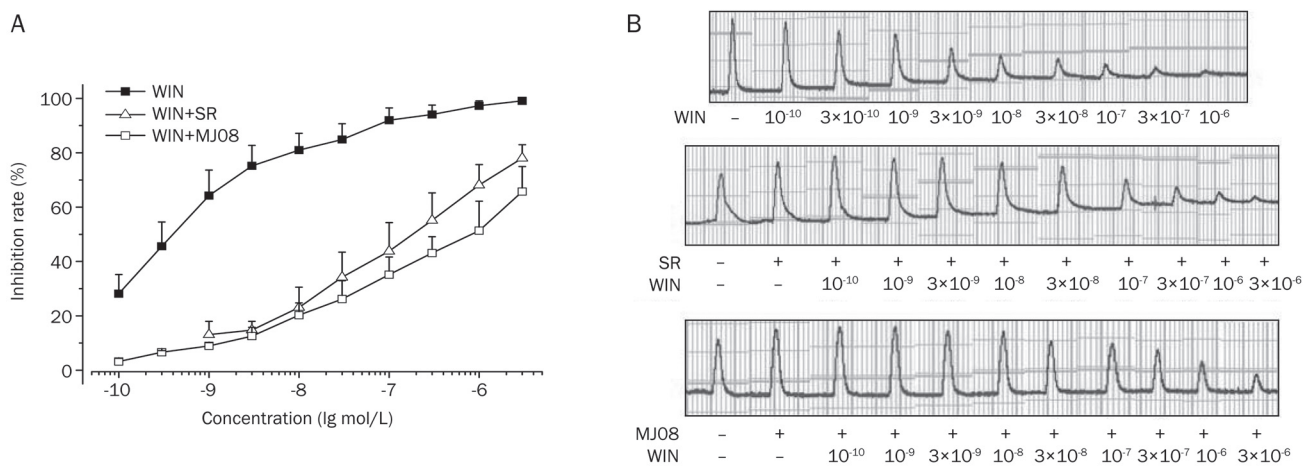 A
WIN
WIN+SR
WIN+MJ08
Inhibition rate (%)
100
80
60
40
20
0
-10
-9
-8
-7
-6
Concentration (lg mol/L)
B
WIN – 10⁻¹⁰ 3×10⁻¹⁰ 10⁻⁹ 3×10⁻⁹ 10⁻⁸ 3×10⁻⁸ 10⁻⁷ 3×10⁻⁷ 10⁻⁶
SR – + + + + + + + + + +
WIN – – 10⁻¹⁰ 10⁻⁹ 3×10⁻⁹ 10⁻⁸ 3×10⁻⁸ 10⁻⁷ 3×10⁻⁷ 10⁻⁶ 3×10⁻⁶
MJ08 – + + + + + + + + + +
WIN – – 10⁻¹⁰ 10⁻⁹ 3×10⁻⁹ 10⁻⁸ 3×10⁻⁸ 10⁻⁷ 3×10⁻⁷ 10⁻⁶ 3×10⁻⁶